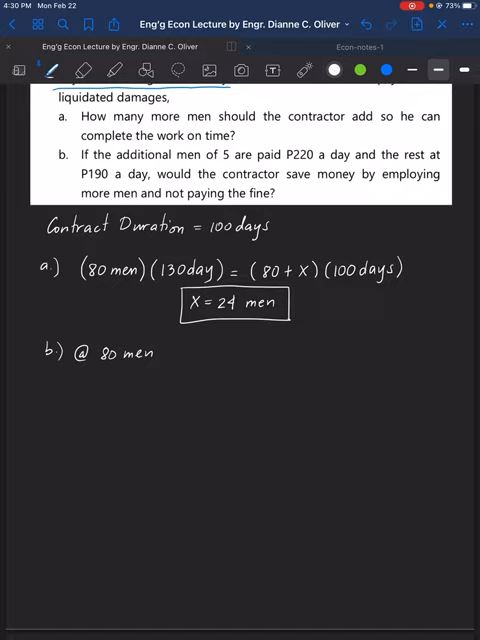 4:30 PM Mon Feb 22
73%
Eng'g Econ Lecture by Engr. Dianne C. Oliver
Eng'g Econ Lecture by Engr. Dianne C. Oliver
Econ-notes-1
liquidated damages,
a. How many more men should the contractor add so he can
complete the work on time?
b. If the additional men of 5 are paid P220 a day and the rest at
P190 a day, would the contractor save money by employing
more men and not paying the fine?
Contract Duration = 100 days
a.) (80 men) (130 day) = (80 + X) (100 days)
X = 24 men
b.) @ 80 men